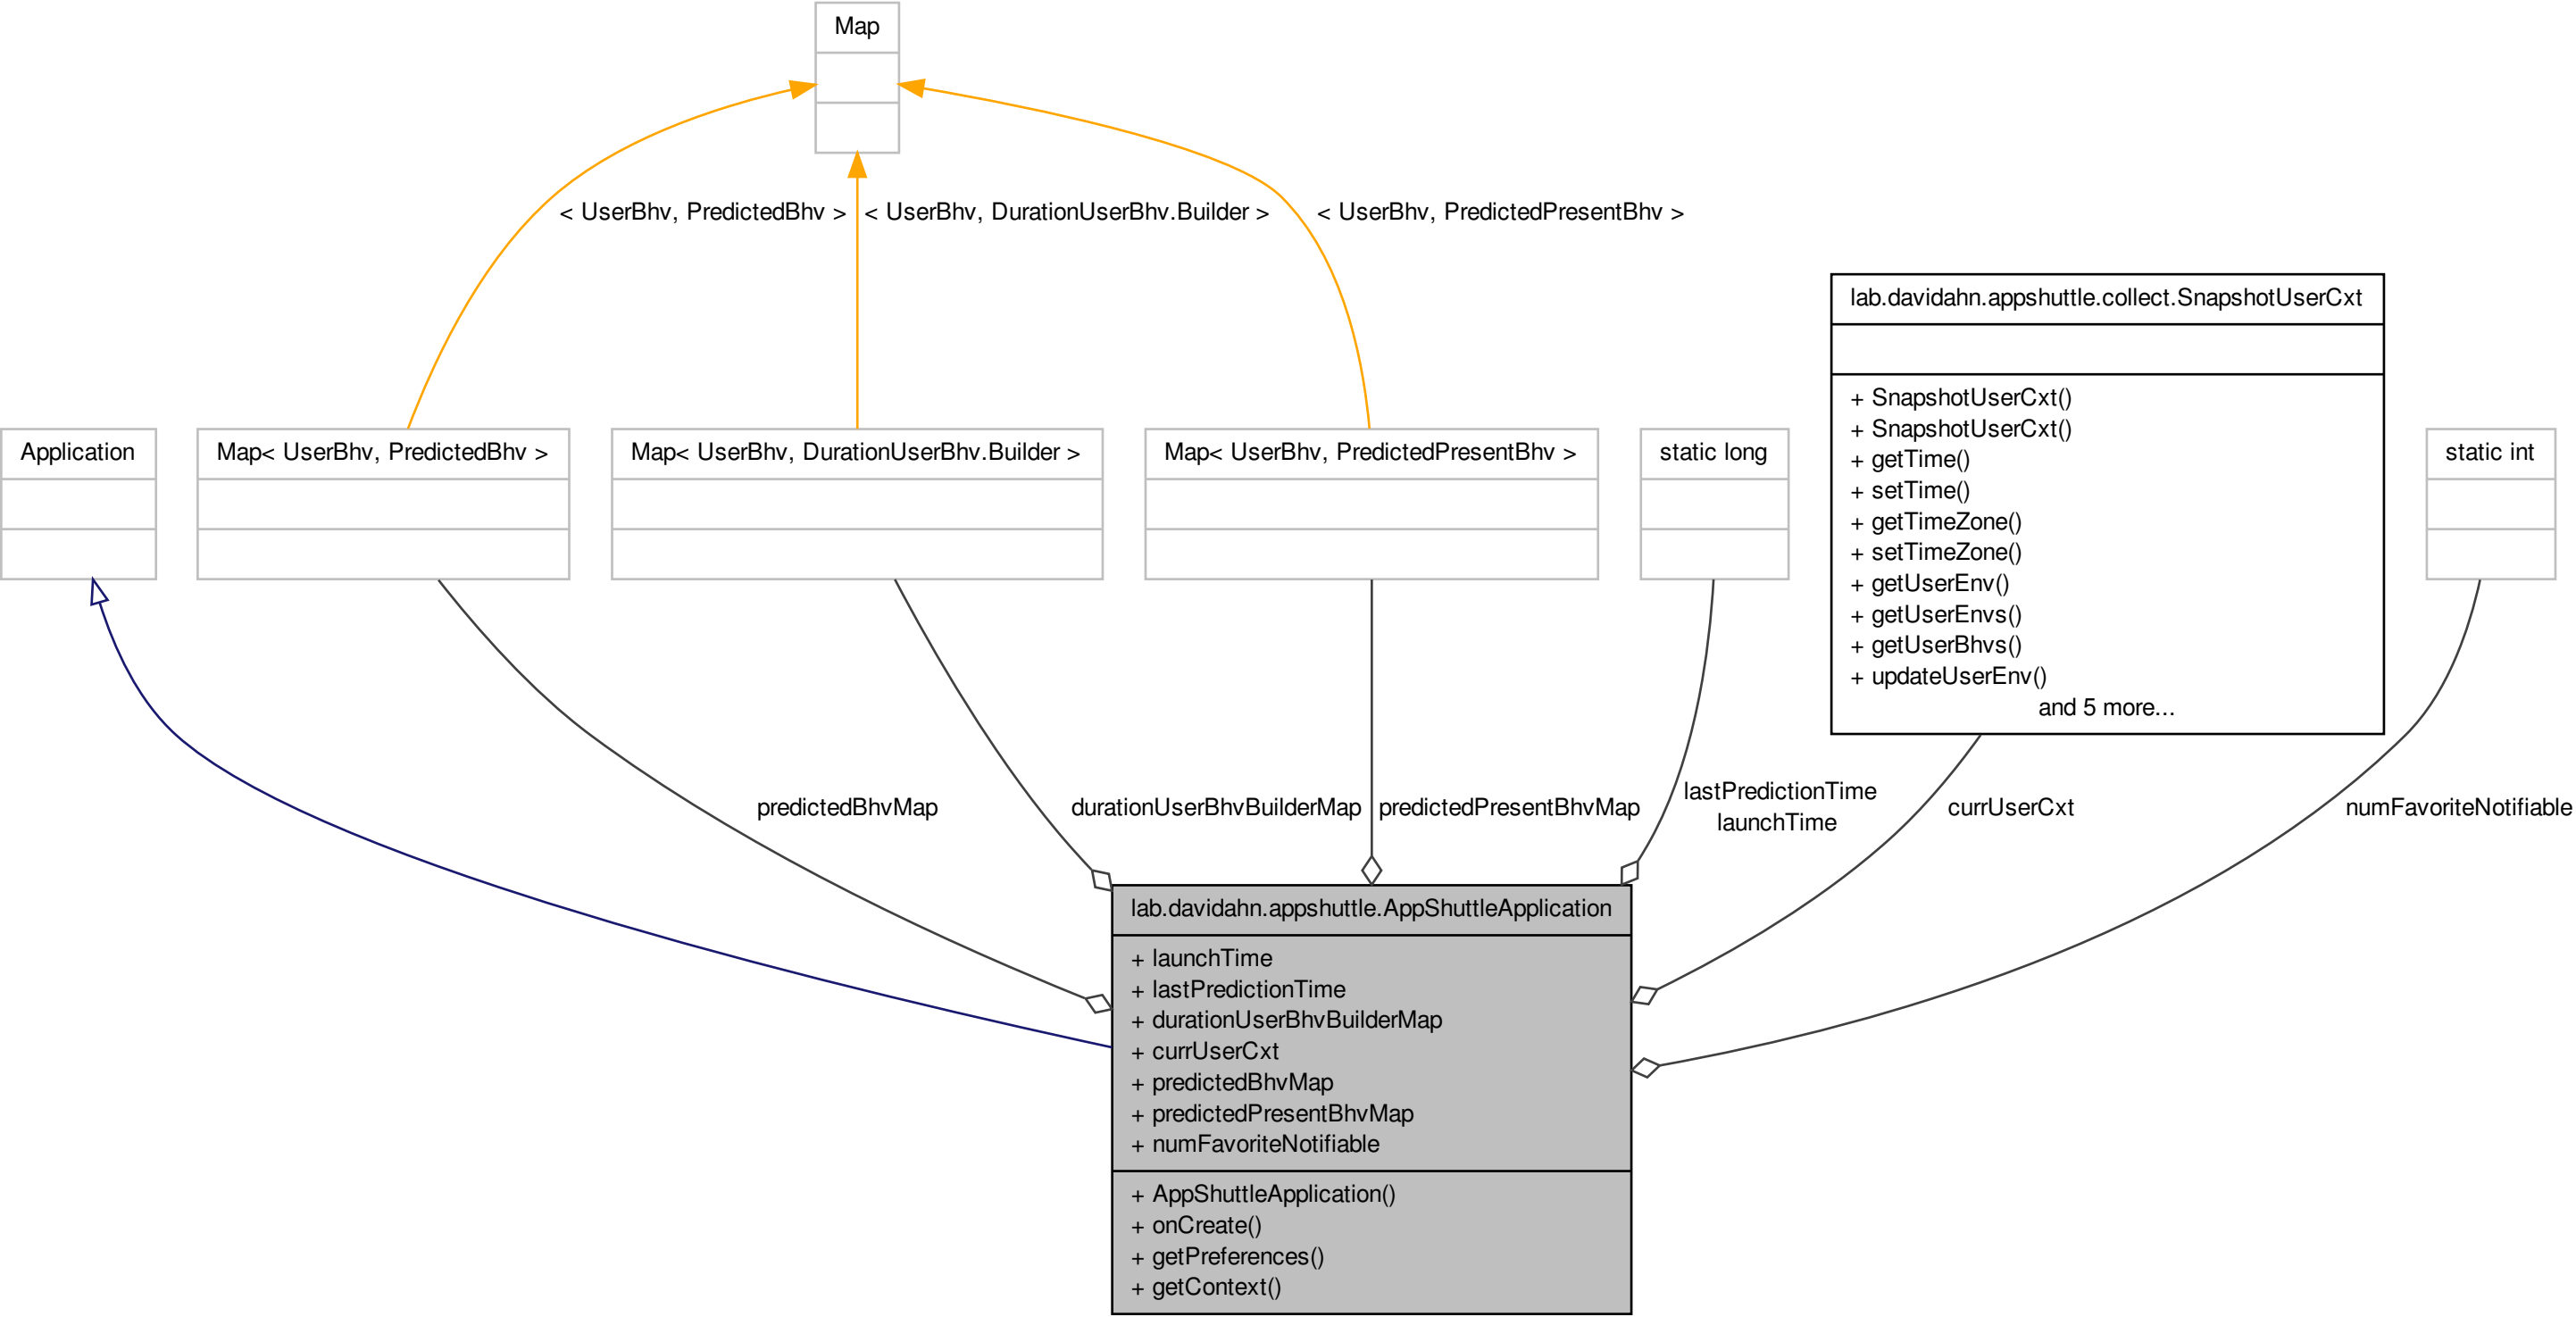 Map
< UserBhv, PredictedBhv >
< UserBhv, DurationUserBhv.Builder >
< UserBhv, PredictedPresentBhv >
lab.davidahn.appshuttle.collect.SnapshotUserCxt
+ SnapshotUserCxt()
+ SnapshotUserCxt()
+ getTime()
+ setTime()
+ getTimeZone()
+ setTimeZone()
+ getUserEnv()
+ getUserEnvs()
+ getUserBhvs()
+ updateUserEnv()
and 5 more...
Application
Map< UserBhv, PredictedBhv >
Map< UserBhv, DurationUserBhv.Builder >
Map< UserBhv, PredictedPresentBhv >
static long
static int
predictedBhvMap
durationUserBhvBuilderMap
predictedPresentBhvMap
lastPredictionTime
launchTime
currUserCxt
numFavoriteNotifiable
lab.davidahn.appshuttle.AppShuttleApplication
+ launchTime
+ lastPredictionTime
+ durationUserBhvBuilderMap
+ currUserCxt
+ predictedBhvMap
+ predictedPresentBhvMap
+ numFavoriteNotifiable
+ AppShuttleApplication()
+ onCreate()
+ getPreferences()
+ getContext()